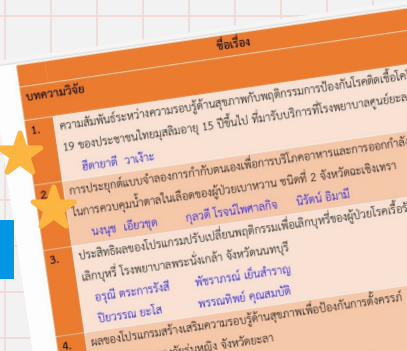 ชื่อเรื่อง
บทความวิจัย
1. ความสัมพันธ์ระหว่างความรอบรู้ด้านสุขภาพกับพฤติกรรมการป้องกันโรคติดเชื้อโคโ
19 ของประชาชนไทยมุสลิมอายุ 15 ปีขึ้นไป ที่มารับบริการที่โรงพยาบาลศูนย์ยะล
ฮีดายาตี วาเง๊าะ
2. การประยุกต์แบบจำลองการกำกับตนเองเพื่อการบริโภคอาหารและการออกกำลัง
ในการควบคุมน้ำตาลในเลือดของผู้ป่วยเบาหวาน ชนิดที่ 2 จังหวัดฉะเชิงเทรา
นงนุช เอี่ยวชุด กุลวดี โรจน์ไพศาลกิจ นิรัตน์ อิมามี
3. ประสิทธิผลของโปรแกรมปรับเปลี่ยนพฤติกรรมเพื่อเลิกบุหรี่ของผู้ป่วยโรคเรื้อรั
เลิกบุหรี่ โรงพยาบาลพระนั่งเกล้า จังหวัดนนทบุรี
อรุณี ตระการรังสี พัชราภรณ์ เย็นสำราญ
ปิยวรรณ ยะโส พรรณทิพย์ คุณสมบัติ
4. ผลของโปรแกรมสร้างเสริมความรอบรู้ด้านสุขภาพเพื่อป้องกันการตั้งครรภ์
วัยรุ่นหญิง จังหวัดยะลา